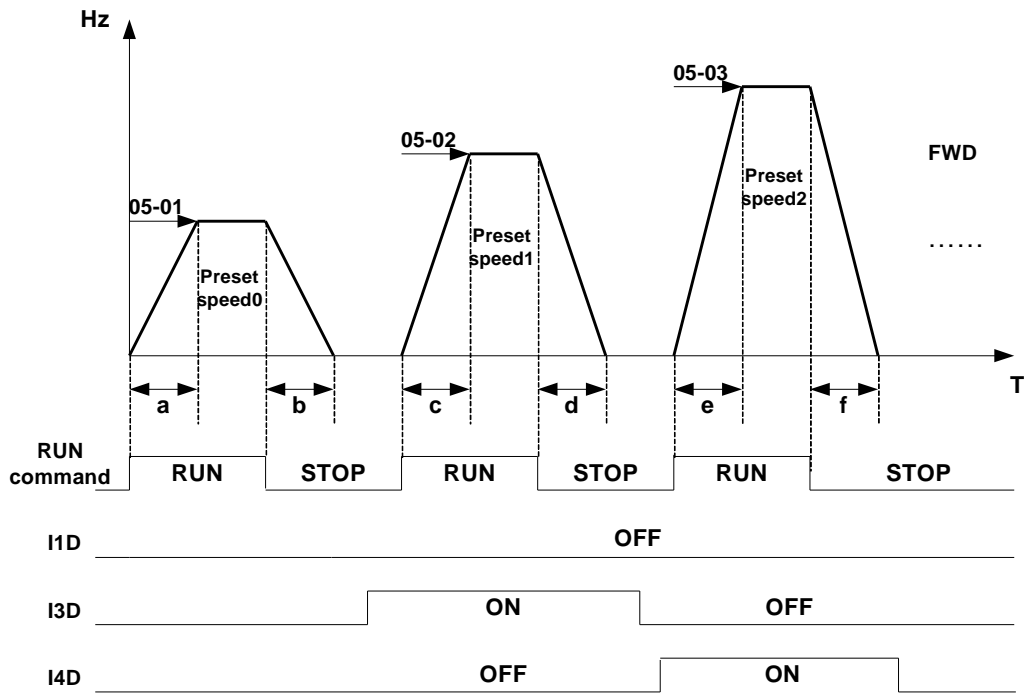 Hz
05-03
05-02
FWD
Preset
speed2
05-01
Preset
speed1
Preset
speed0
......
T
a
b
c
d
e
f
RUN
command
RUN
STOP
RUN
STOP
RUN
STOP
I1D
OFF
I3D
ON
OFF
I4D
OFF
ON